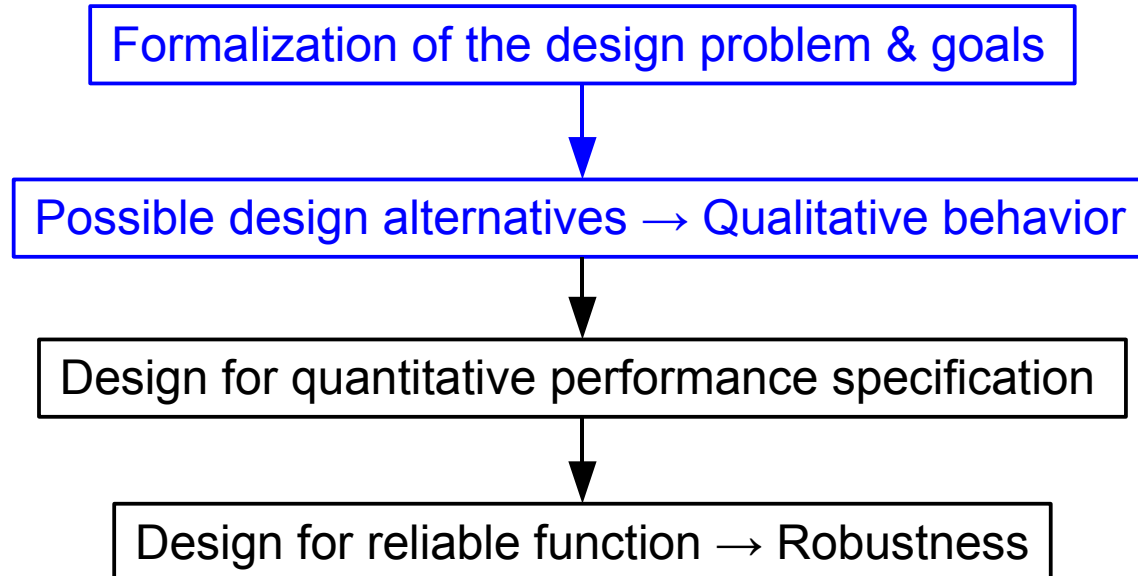 Formalization of the design problem & goals
Possible design alternatives → Qualitative behavior
Design for quantitative performance specification
Design for reliable function → Robustness